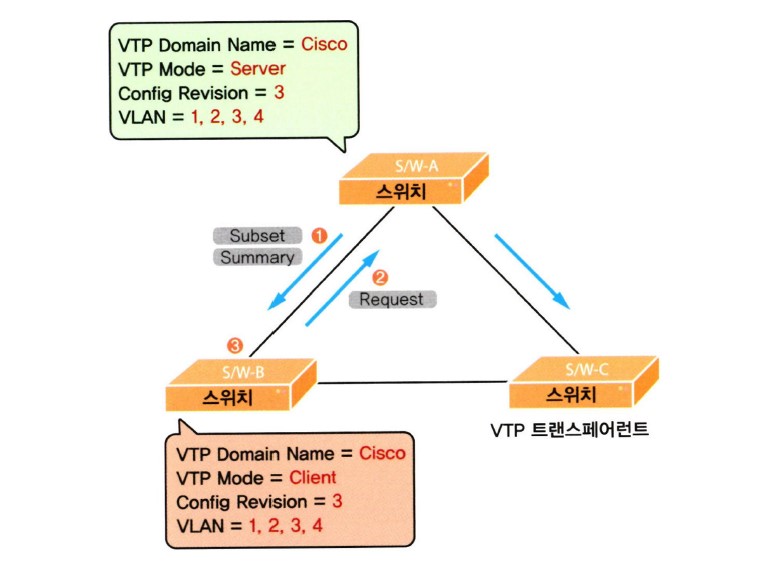 VTP Domain Name = Cisco
VTP Mode = Server
Config Revision = 3
VLAN = 1, 2, 3, 4
S/W-A
스위치
Subset 1
Summary
2
Request
3
S/W-B
스위치
S/W-C
스위치
VTP 트랜스페어런트
VTP Domain Name = Cisco
VTP Mode = Client
Config Revision = 3
VLAN = 1, 2, 3, 4